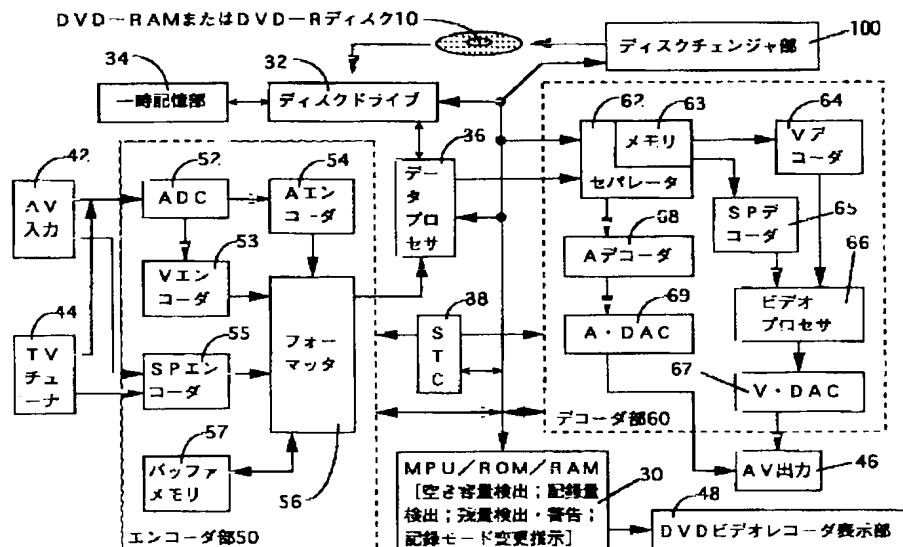 DVD-RAMまたはDVD-Rディスク10
100
ディスクチェンジャ部
34
一時記憶部
32
ディスクドライブ
62
63
メモリ
セパレータ
64
Vデ
コーダ
42
AV
入力
52
ADC
54
Aエン
コーダ
36
データ
プロセサ
SPデ
コーダ
65
68
Aデコーダ
53
Vエン
コーダ
66
ビデオ
プロセサ
44
TV
チュー
ナ
55
SPエン
コーダ
フォー
マッタ
38
STC
69
A・DAC
67
V・DAC
デコーダ部60
57
バッファ
メモリ
56
MPU/ROM/RAM
[空き容量検出;記録量
検出;残量検出・警告;
記録モード変更指示]
30
AV出力
46
48
DVDビデオレコーダ表示部
エンコーダ部50